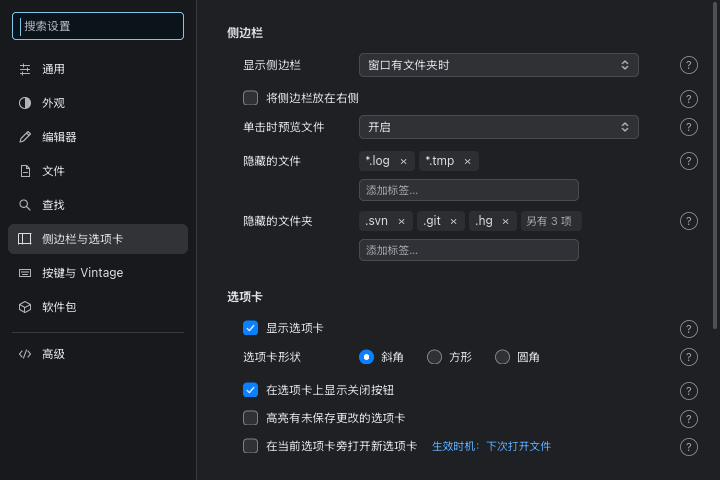 搜索设置
通用
外观
编辑器
文件
查找
侧边栏与选项卡
按键与 Vintage
软件包
高级
侧边栏
显示侧边栏 窗口有文件夹时 ?
将侧边栏放在右侧 ?
单击时预览文件 开启 ?
隐藏的文件 *.log × *.tmp × ?
添加标签...
隐藏的文件夹 .svn × .git × .hg × 另有 3 项 ?
添加标签...
选项卡
显示选项卡 ?
选项卡形状 斜角 方形 圆角 ?
在选项卡上显示关闭按钮 ?
高亮有未保存更改的选项卡 ?
在当前选项卡旁打开新选项卡 生效时机：下次打开文件 ?